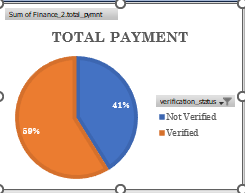 Sum of Finance_2.total_pymnt
TOTAL PAYMENT
41%
59%
verification_status
Not Verified
Verified